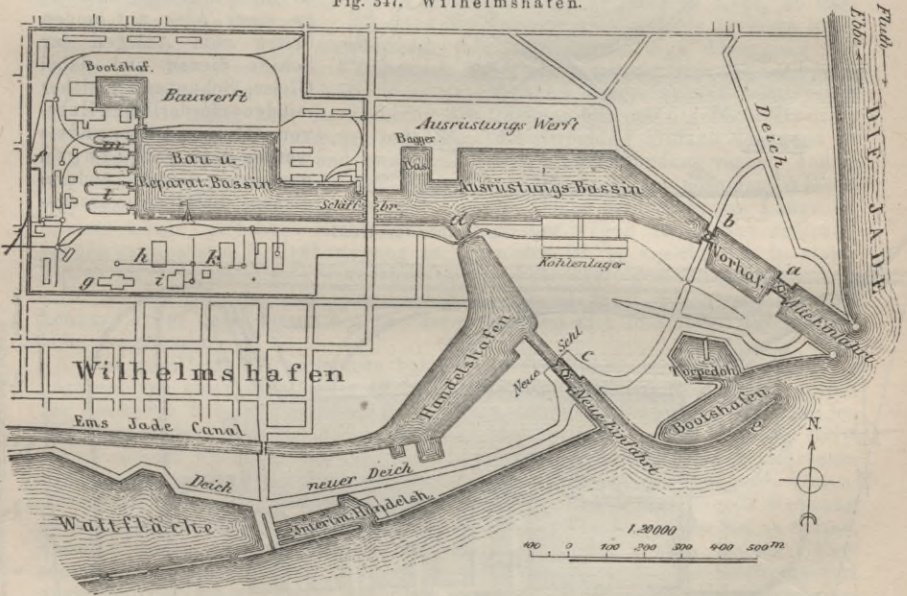 Fig. 347. Wilhelmshafen.
Fluth
Ebbe
DIE JADE
Bootshaf.
Bauwerft
Ausrüstungs Werft
Deich
Bagger
Bas.
m
Bau u.
Reparat. Bassin
Ausrüstungs-Bassin
f
l
Schiff
br.
d
b
Vorhaf.
a
Alte Einfahrt
h
k
g
i
Kohlenlager
Handelshafen
Neue
Schl
c
Torpedoh.
Wilhelmshafen
Neue Einfahrt
Bootshafen
e
Ems Jade Canal
N.
Deich
neuer Deich
Wattfläche
Interim. Handelsh.
1:20000
100 0 100 200 300 400 500 m